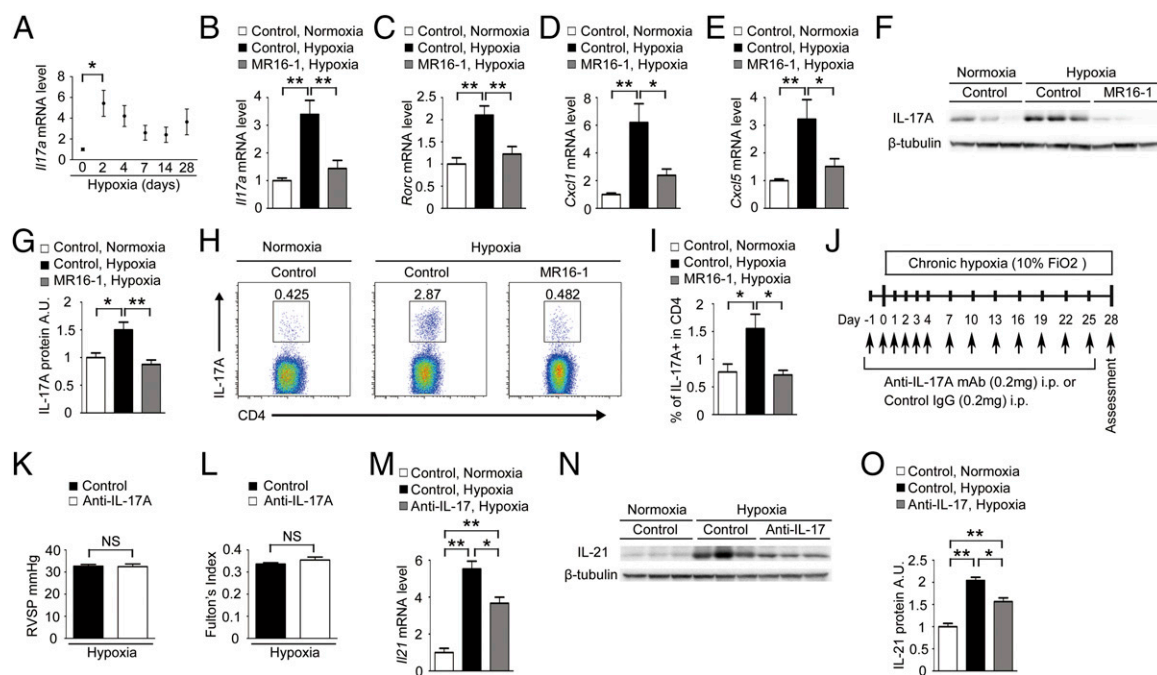 A
Il17a mRNA level
*
8
6
4
2
0
0 2 4 7 14 28
Hypoxia (days)
B
Control, Normoxia
Control, Hypoxia
MR16-1, Hypoxia
** **
Il17a mRNA level
4
3
2
1
0
C
Control, Normoxia
Control, Hypoxia
MR16-1, Hypoxia
** **
Rorc mRNA level
2.5
2
1.5
1
0
D
Control, Normoxia
Control, Hypoxia
MR16-1, Hypoxia
** *
Cxcl1 mRNA level
8
6
4
2
0
E
Control, Normoxia
Control, Hypoxia
MR16-1, Hypoxia
** *
Cxcl5 mRNA level
4
3
2
1
0
F
Normoxia Hypoxia
Control Control MR16-1
IL-17A
β-tubulin
G
Control, Normoxia
Control, Hypoxia
MR16-1, Hypoxia
* **
IL-17A protein A.U.
2
1.5
1
0.5
0
H
Normoxia Hypoxia
Control Control MR16-1
0.425 2.87 0.482
IL-17A
CD4
I
Control, Normoxia
Control, Hypoxia
MR16-1, Hypoxia
* *
% of IL-17A+ in CD4
2
1.5
1
0.5
0
J
Chronic hypoxia (10% FiO2 )
Day -1 0 1 2 3 4 7 10 13 16 19 22 25 28
Anti-IL-17A mAb (0.2mg) i.p. or
Control IgG (0.2mg) i.p.
Assessment
K
Control
Anti-IL-17A
NS
RVSP mmHg
50
40
30
20
10
0
Hypoxia
L
Control
Anti-IL-17A
NS
Fulton's Index
0.4
0.3
0.2
0.1
0
Hypoxia
M
Control, Normoxia
Control, Hypoxia
Anti-IL-17, Hypoxia
**
** *
Il21 mRNA level
6
4
2
0
N
Normoxia Hypoxia
Control Control Anti-IL-17
IL-21
β-tubulin
O
Control, Normoxia
Control, Hypoxia
Anti-IL-17, Hypoxia
**
** *
IL-21 protein A.U.
2.5
2
1.5
1
0.5
0